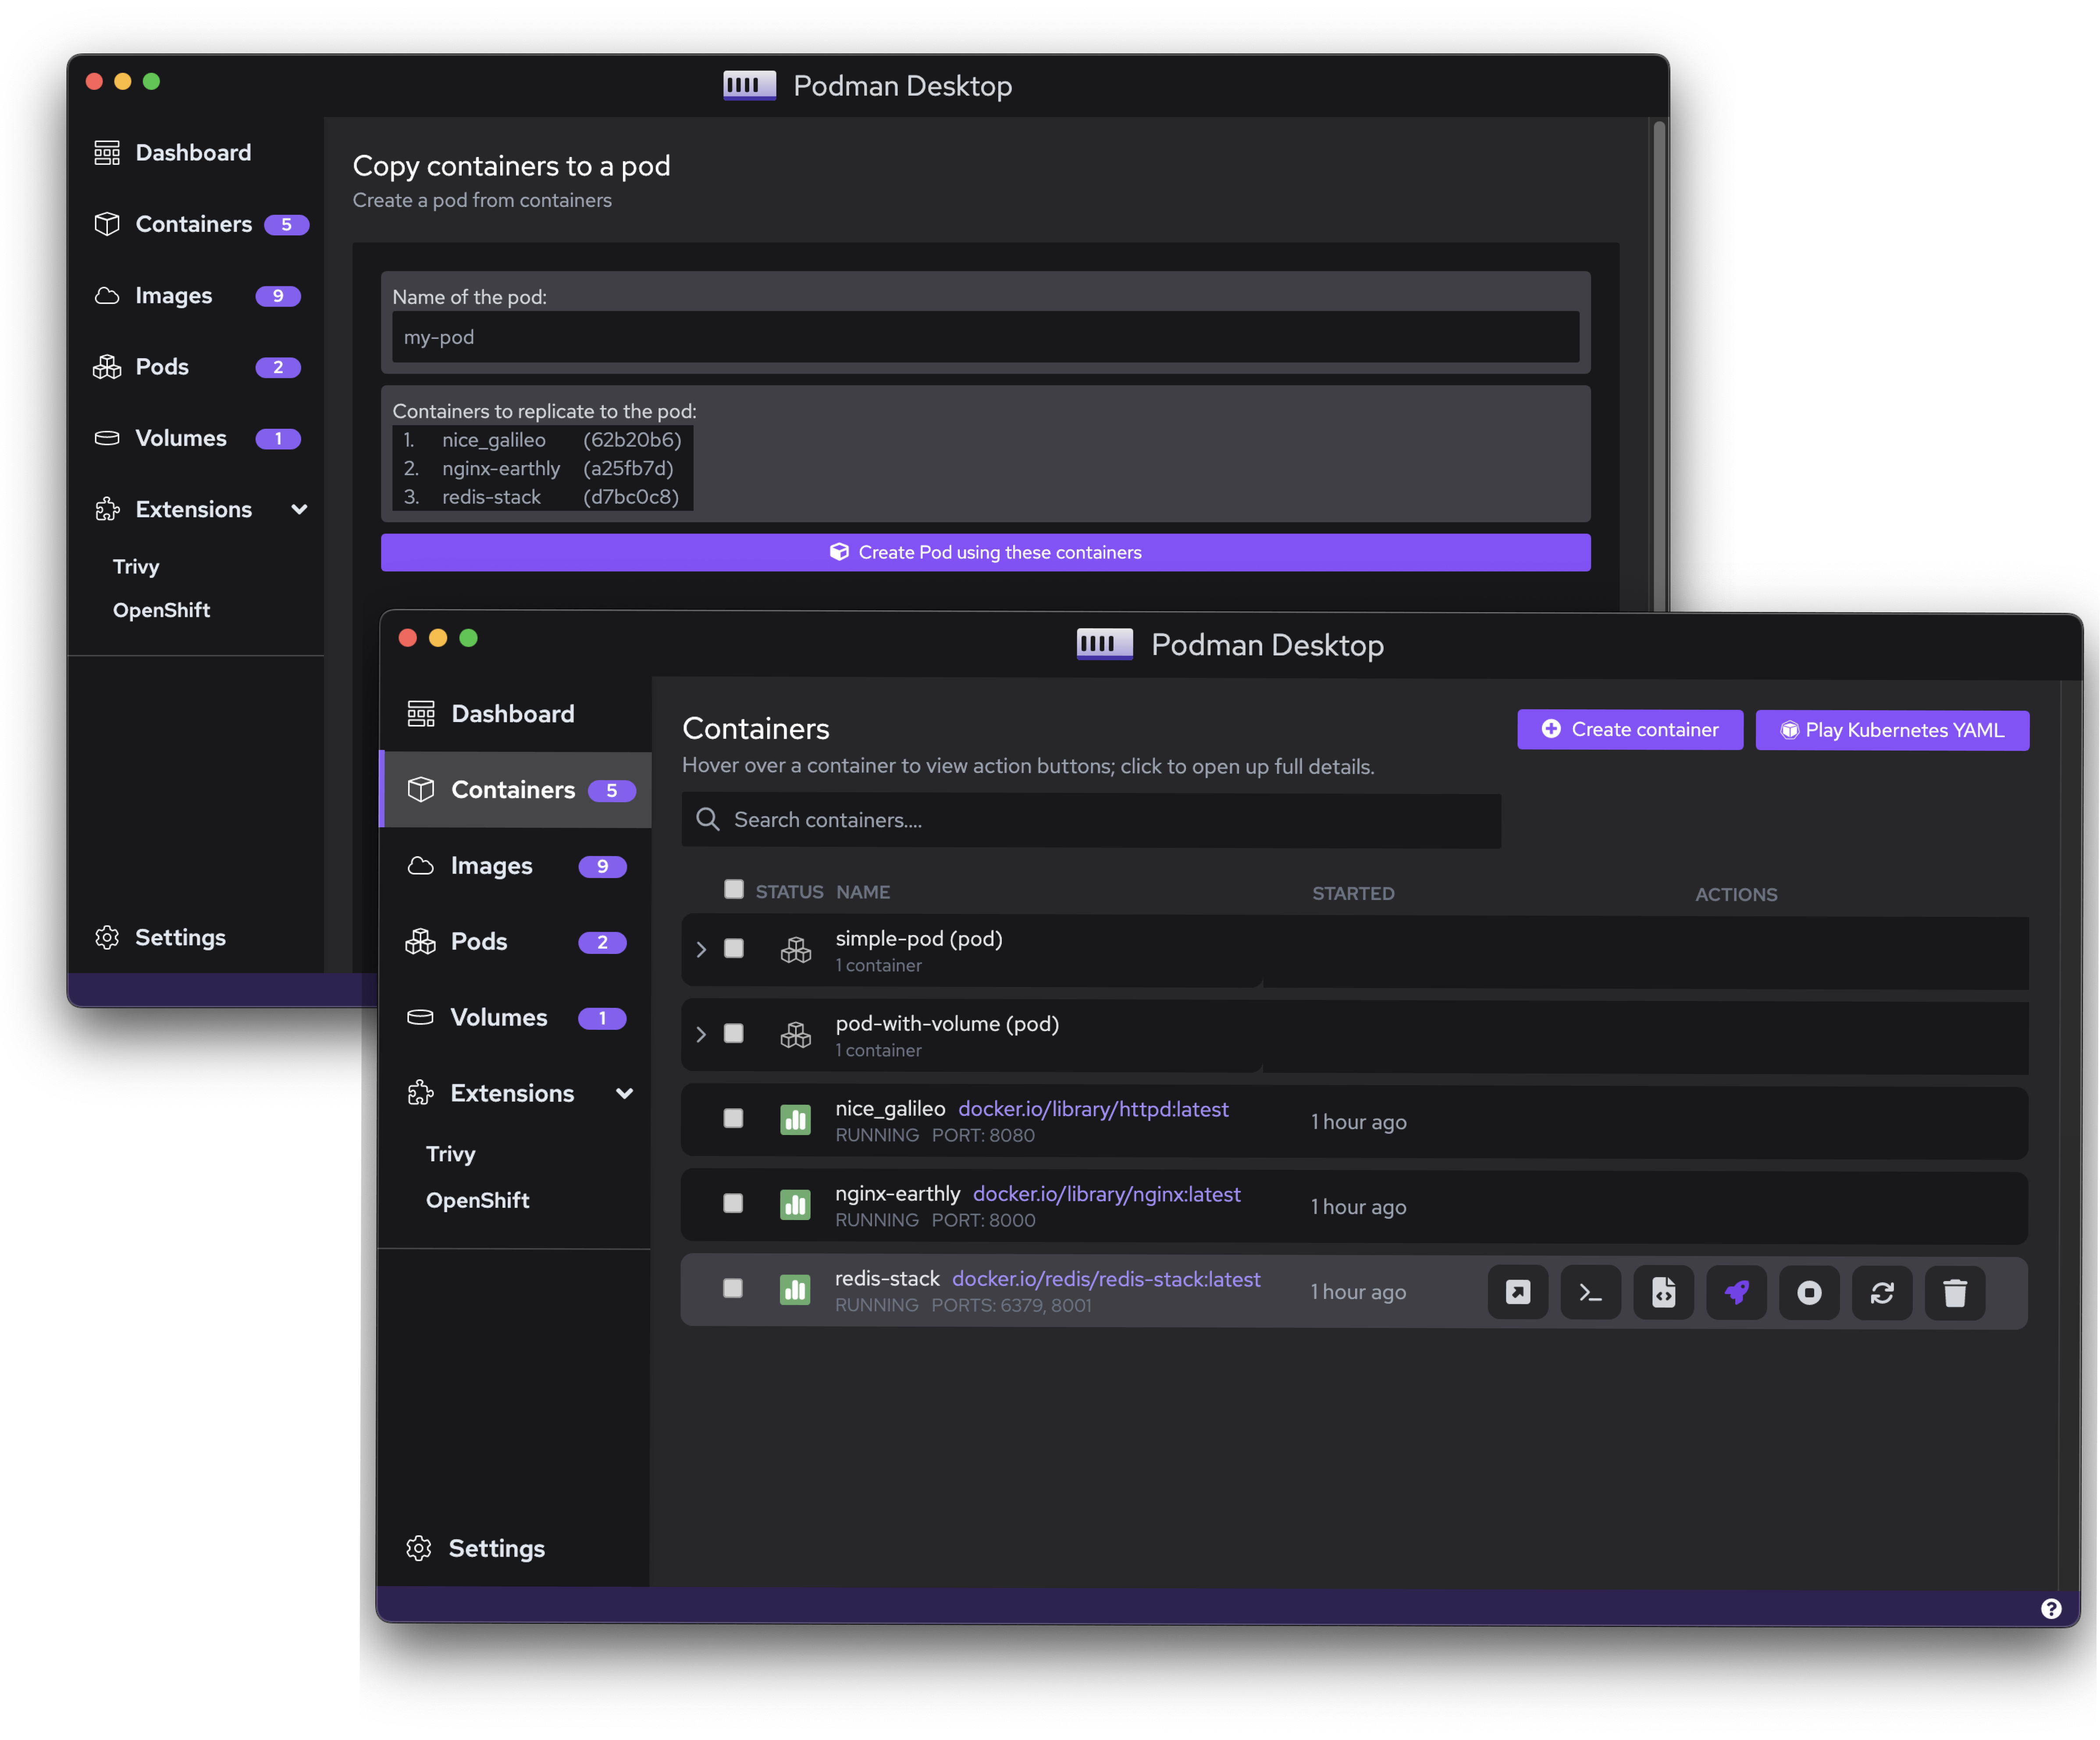 Podman Desktop
Dashboard
Containers 5
Images 9
Pods 2
Volumes 1
Extensions
Trivy
OpenShift
Settings
Copy containers to a pod
Create a pod from containers
Name of the pod:
my-pod
Containers to replicate to the pod:
1. nice_galileo (62b20b6)
2. nginx-earthly (a25fb7d)
3. redis-stack (d7bc0c8)
Create Pod using these containers
Podman Desktop
Dashboard
Containers 5
Images 9
Pods 2
Volumes 1
Extensions
Trivy
OpenShift
Settings
Containers
Create container
Play Kubernetes YAML
Hover over a container to view action buttons; click to open up full details.
Search containers....
STATUS NAME STARTED ACTIONS
simple-pod (pod)
1 container
pod-with-volume (pod)
1 container
nice_galileo docker.io/library/httpd:latest
RUNNING PORT: 8080
1 hour ago
nginx-earthly docker.io/library/nginx:latest
RUNNING PORT: 8000
1 hour ago
redis-stack docker.io/redis/redis-stack:latest
RUNNING PORTS: 6379, 8001
1 hour ago